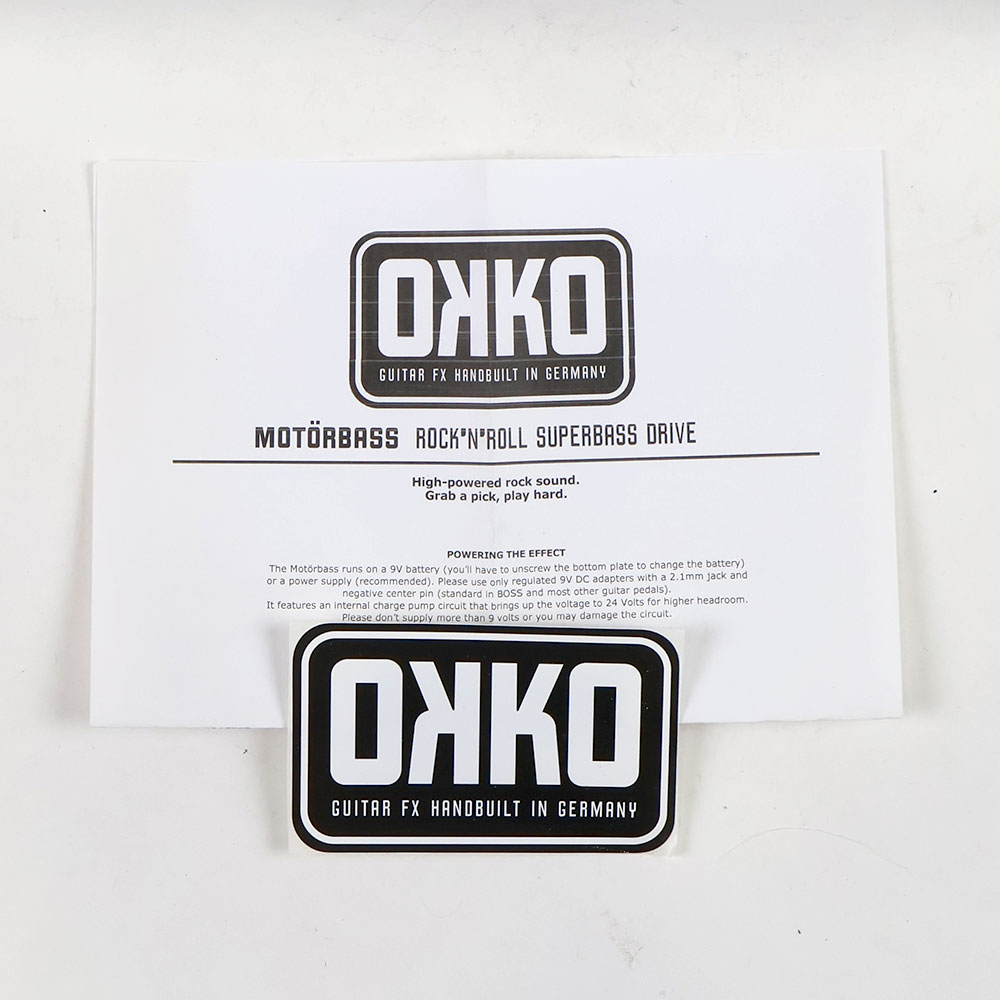 OKKO
GUITAR FX HANDBUILT IN GERMANY
MOTÖRBASS ROCK'N'ROLL SUPERBASS DRIVE
High-powered rock sound.
Grab a pick, play hard.
POWERING THE EFFECT
The Motörbass runs on a 9V battery (you'll have to unscrew the bottom plate to change the battery)
or a power supply (recommended). Please use only regulated 9V DC adapters with a 2.1mm jack and
negative center pin (standard in BOSS and most other guitar pedals).
It features an internal charge pump circuit that brings up the voltage to 24 Volts for higher headroom.
Please don't supply more than 9 volts or you may damage the circuit.
OKKO
GUITAR FX HANDBUILT IN GERMANY